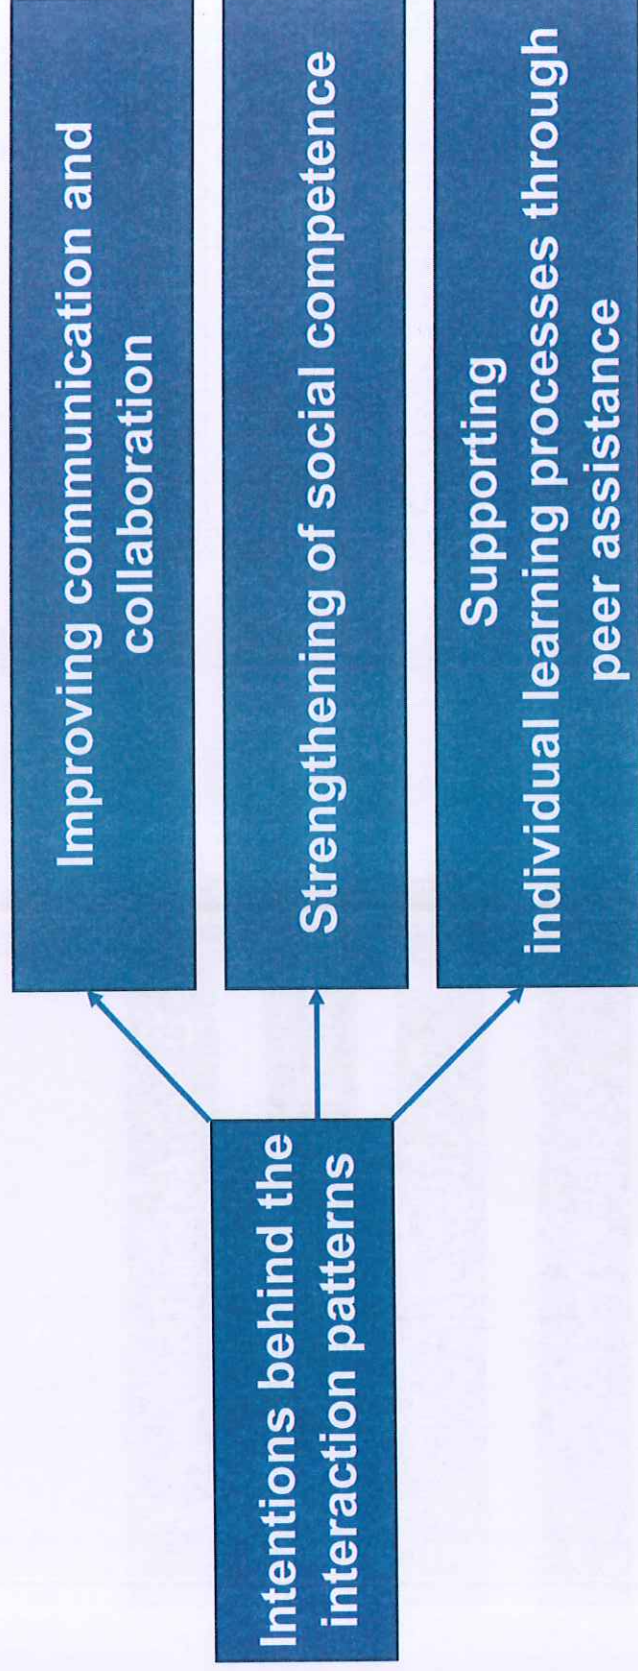 Intentions behind the
interaction patterns
Improving communication and
collaboration
Strengthening of social competence
Supporting
individual learning processes through
peer assistance